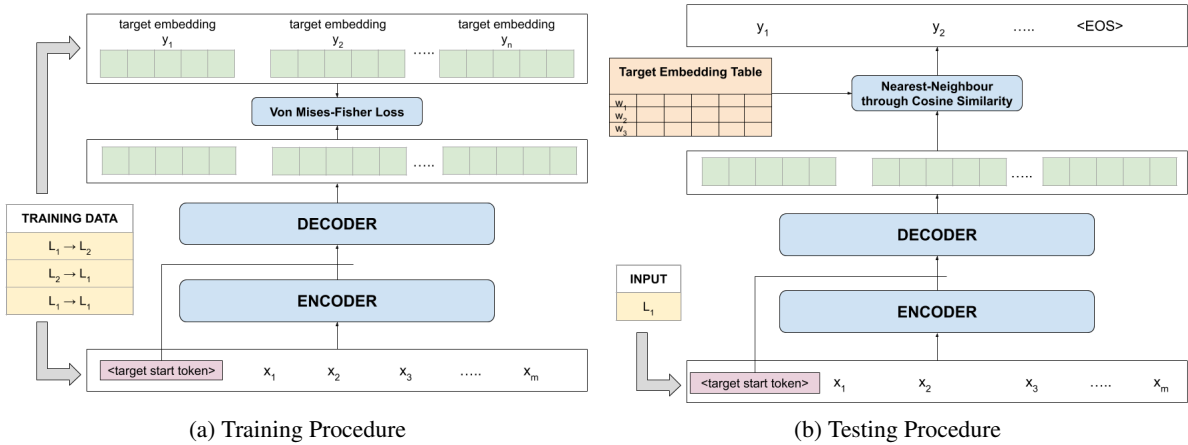 target embedding target embedding target embedding
y1 y2 ..... yn
Von Mises-Fisher Loss
.....
DECODER
TRAINING DATA
L1 → L2
L2 → L1
L1 → L1
ENCODER
<target start token> x1 x2 x3 ..... xm
(a) Training Procedure
y1 y2 ..... <EOS>
Target Embedding Table
w1
w2
w3
Nearest-Neighbour
through Cosine Similarity
.....
DECODER
INPUT
L1
ENCODER
<target start token> x1 x2 x3 ..... xm
(b) Testing Procedure